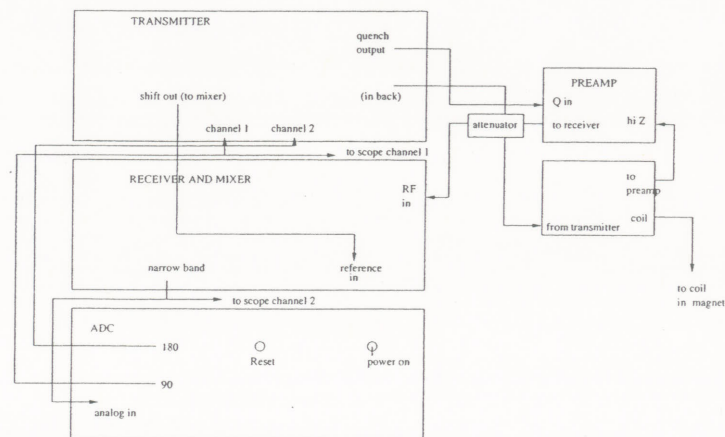 TRANSMITTER
quench
output
shift out (to mixer)
(in back)
channel 1
channel 2
to scope channel 1
PREAMP
Q in
to receiver
hi Z
attenuator
RECEIVER AND MIXER
RF
in
to
preamp
coil
from transmitter
narrow band
reference
in
to scope channel 2
to coil
in magnet
ADC
180
Reset
power on
90
analog in